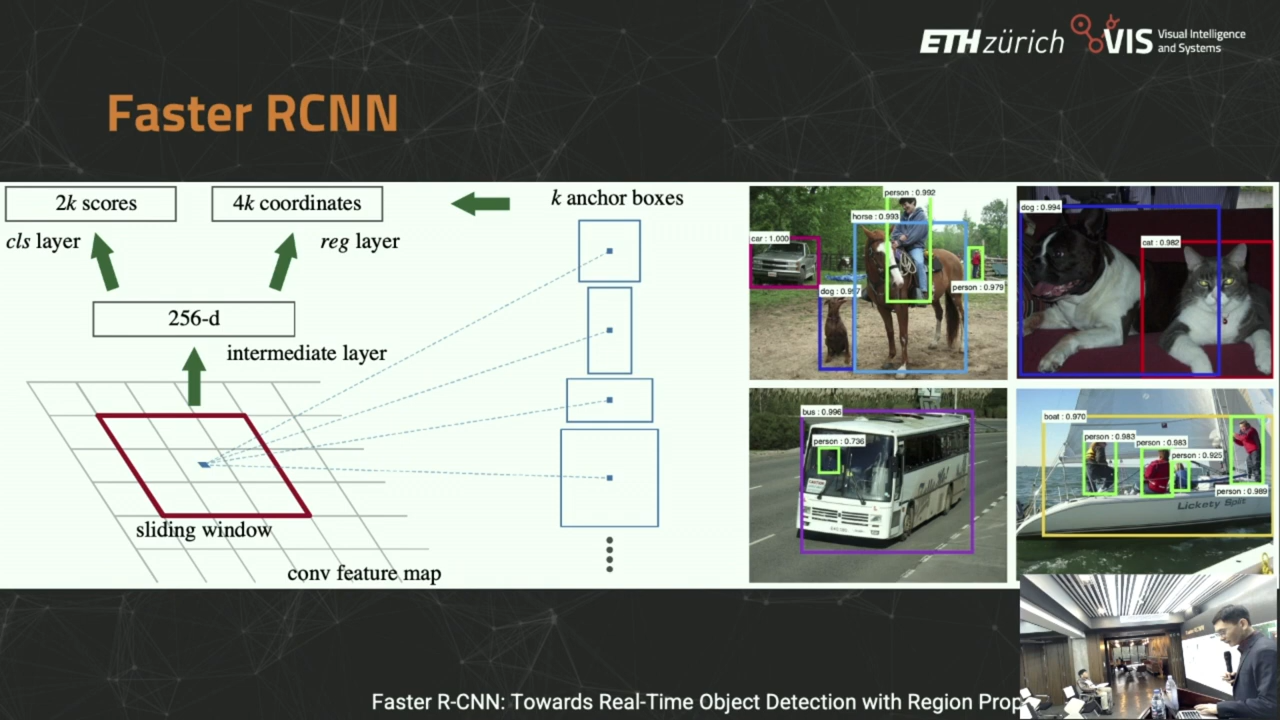 ETH zürich
VIS
Visual Intelligence
and Systems
Faster RCNN
2k scores
4k coordinates
k anchor boxes
cls layer
reg layer
256-d
intermediate layer
sliding window
conv feature map
person : 0.992
horse : 0.993
car : 1.000
dog : 0.997
person : 0.979
dog : 0.994
cat : 0.982
bus : 0.996
person : 0.736
boat : 0.970
person : 0.983
person : 0.983
person : 0.925
person : 0.989
Lickety Split
Faster R-CNN: Towards Real-Time Object Detection with Region Prop